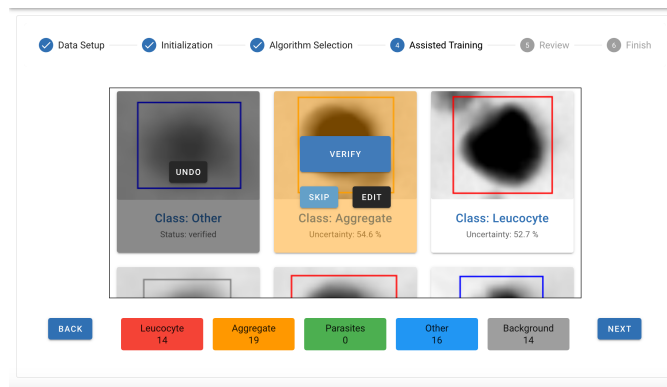 Data Setup
Initialization
Algorithm Selection
4 Assisted Training
5 Review
6 Finish
UNDO
Class: Other
Status: verified
VERIFY
SKIP
EDIT
Class: Aggregate
Uncertainty: 54.6 %
Class: Leucocyte
Uncertainty: 52.7 %
BACK
Leucocyte
14
Aggregate
19
Parasites
0
Other
16
Background
14
NEXT